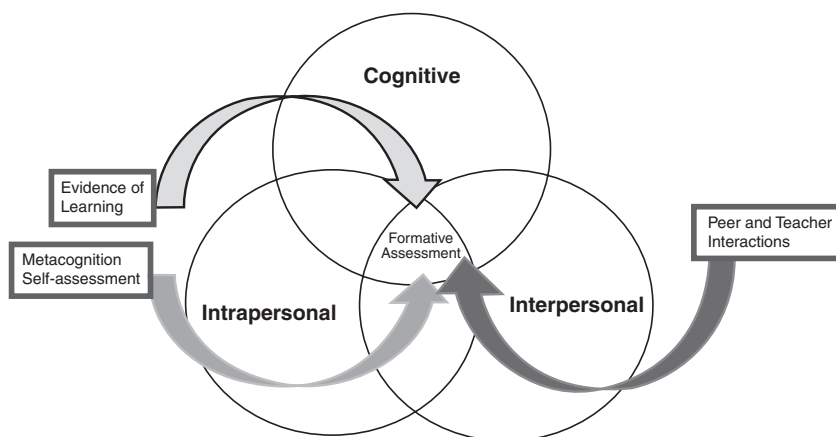 Cognitive
Evidence of
Learning
Peer and Teacher
Interactions
Formative
Assessment
Metacognition
Self-assessment
Intrapersonal
Interpersonal